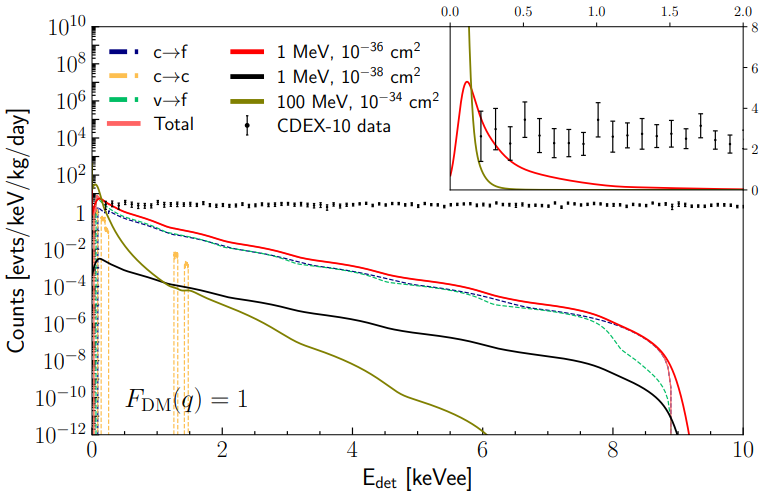 0.0 0.5 1.0 1.5 2.0
10^10
10^8
10^6
10^4
10^2
1
10^−2
10^−4
10^−6
10^−8
10^−10
10^−12
Counts [evts/keV/kg/day]
c→f
c→c
v→f
Total
1 MeV, 10^−36 cm^2
1 MeV, 10^−38 cm^2
100 MeV, 10^−34 cm^2
CDEX-10 data
8
6
4
2
0
F_DM(q) = 1
0 2 4 6 8 10
E_det [keVee]